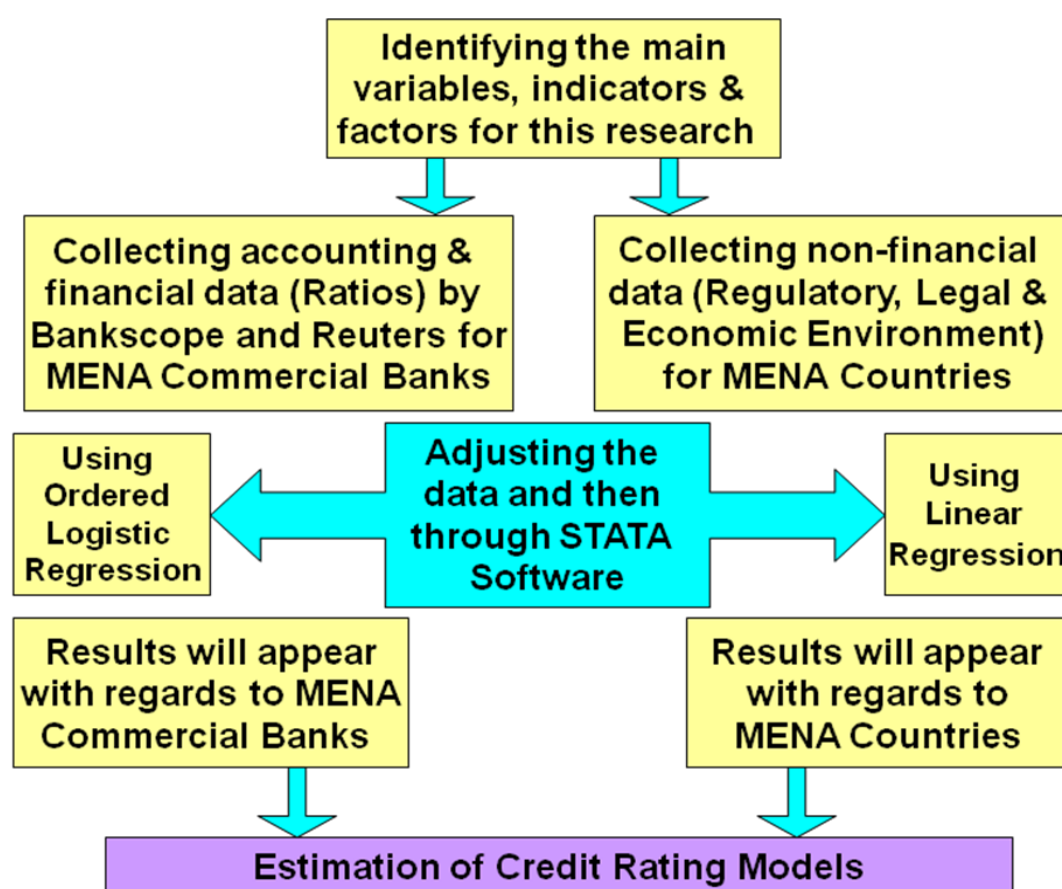 Identifying the main
variables, indicators &
factors for this research
Collecting accounting &
financial data (Ratios) by
Bankscope and Reuters for
MENA Commercial Banks
Collecting non-financial
data (Regulatory, Legal &
Economic Environment)
for MENA Countries
Using
Ordered
Logistic
Regression
Adjusting the
data and then
through STATA
Software
Using
Linear
Regression
Results will appear
with regards to MENA
Commercial Banks
Results will appear
with regards to
MENA Countries
Estimation of Credit Rating Models